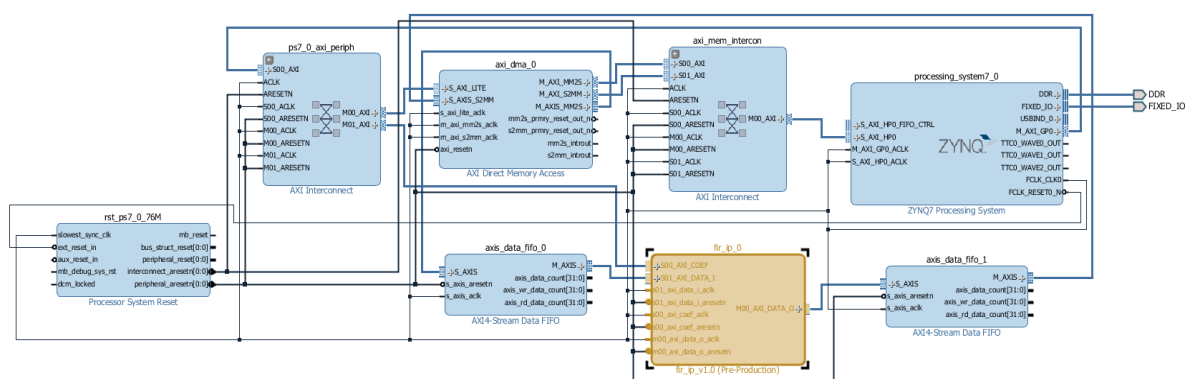 ps7_0_axi_periph
S00_AXI
ACLK
ARESETN
S00_ACLK
S00_ARESETN
M00_ACLK
M00_ARESETN
M01_ACLK
M01_ARESETN
M00_AXI
M01_AXI
AXI Interconnect
axi_dma_0
S_AXI_LITE
S_AXIS_S2MM
s_axi_lite_aclk
m_axi_mm2s_aclk
m_axi_s2mm_aclk
axi_resetn
M_AXI_MM2S
M_AXI_S2MM
M_AXIS_MM2S
mm2s_prmry_reset_out_n
s2mm_prmry_reset_out_n
mm2s_introut
s2mm_introut
AXI Direct Memory Access
axi_mem_intercon
S00_AXI
S01_AXI
ACLK
ARESETN
S00_ACLK
S00_ARESETN
M00_ACLK
M00_ARESETN
S01_ACLK
S01_ARESETN
M00_AXI
AXI Interconnect
processing_system7_0
S_AXI_HP0_FIFO_CTRL
S_AXI_HP0
M_AXI_GP0_ACLK
S_AXI_HP0_ACLK
ZYNQ
DDR
FIXED_IO
USBIND_0
M_AXI_GP0
TTC0_WAVE0_OUT
TTC0_WAVE1_OUT
TTC0_WAVE2_OUT
FCLK_CLK0
FCLK_RESET0_N
ZYNQ7 Processing System
DDR
FIXED_IO
rst_ps7_0_76M
slowest_sync_clk
ext_reset_in
aux_reset_in
mb_debug_sys_rst
dcm_locked
mb_reset
bus_struct_reset[0:0]
peripheral_reset[0:0]
interconnect_aresetn[0:0]
peripheral_aresetn[0:0]
Processor System Reset
axis_data_fifo_0
S_AXIS
s_axis_aresetn
s_axis_aclk
M_AXIS
axis_data_count[31:0]
axis_wr_data_count[31:0]
axis_rd_data_count[31:0]
AXI4-Stream Data FIFO
fir_ip_0
S00_AXI_COEF
S01_AXI_DATA_I
s01_axi_data_i_aclk
s01_axi_data_i_aresetn
s00_axi_coef_aclk
s00_axi_coef_aresetn
m00_axi_data_o_aclk
m00_axi_data_o_aresetn
M00_AXI_DATA_O
fir_ip_v1.0 (Pre-Production)
axis_data_fifo_1
S_AXIS
s_axis_aresetn
s_axis_aclk
M_AXIS
axis_data_count[31:0]
axis_wr_data_count[31:0]
axis_rd_data_count[31:0]
AXI4-Stream Data FIFO